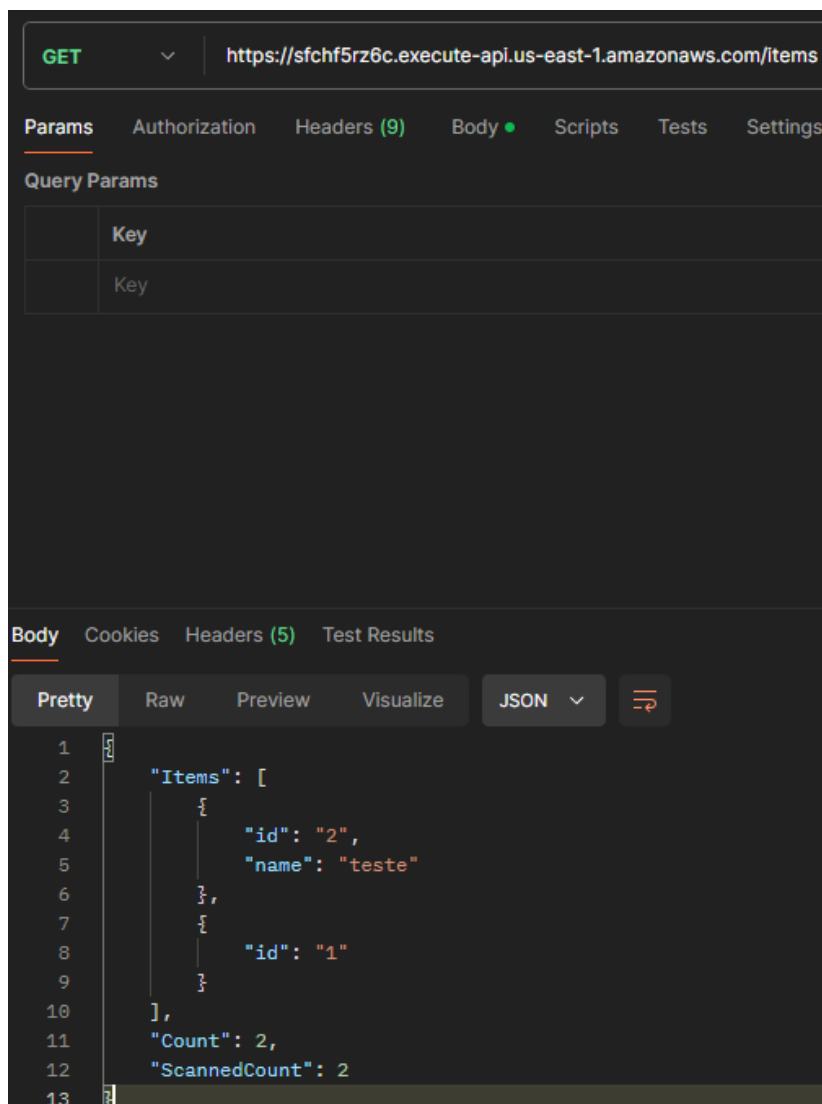 GET https://sfchf5rz6c.execute-api.us-east-1.amazonaws.com/items
Params Authorization Headers (9) Body Scripts Tests Settings
Query Params
Key
Key
Body Cookies Headers (5) Test Results
Pretty Raw Preview Visualize JSON
1 {
2 "Items": [
3 {
4 "id": "2",
5 "name": "teste"
6 },
7 {
8 "id": "1"
9 }
10 ],
11 "Count": 2,
12 "ScannedCount": 2
13 }